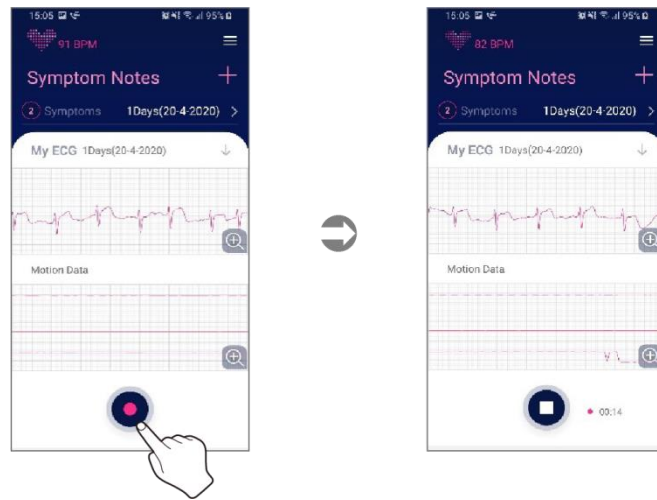 15:05
95%
91 BPM
Symptom Notes
2 Symptoms 1Days(20-4-2020) >
My ECG 1Days(20-4-2020)
Motion Data
15:05
95%
82 BPM
Symptom Notes
2 Symptoms 1Days(20-4-2020) >
My ECG 1Days(20-4-2020)
Motion Data
00:14